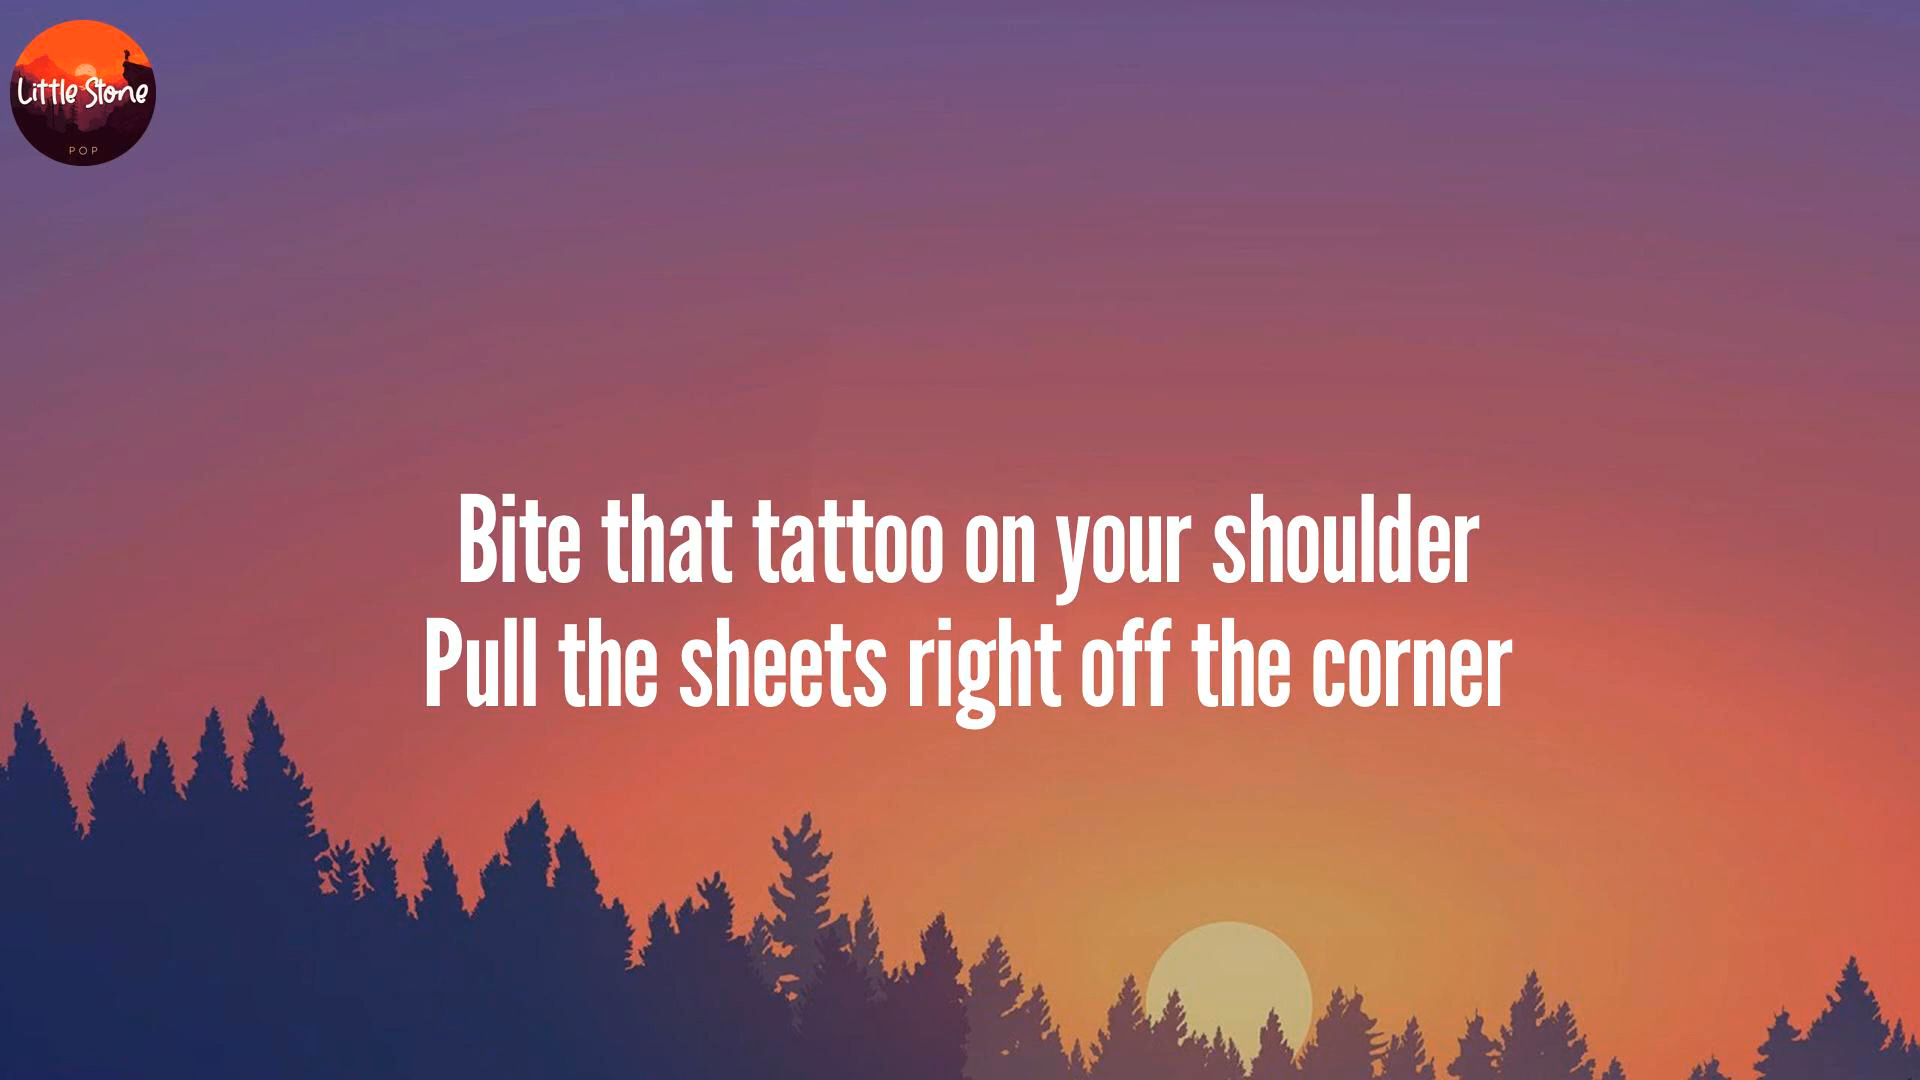 Little Stone
POP
Bite that tattoo on your shoulder
Pull the sheets right off the corner